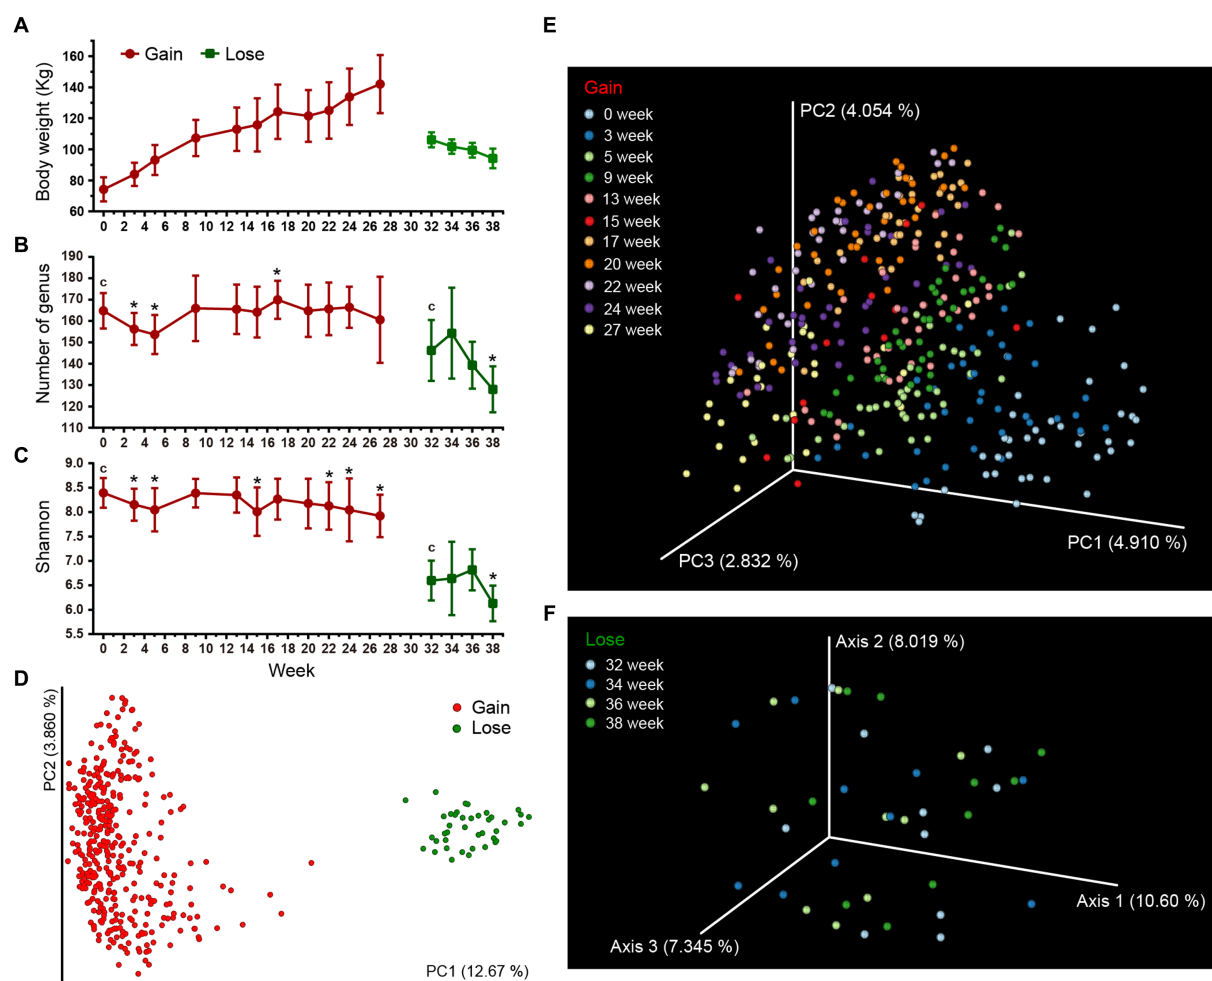 A
Gain
Lose
Body weight (Kg)
160
140
120
100
80
60
0 2 4 6 8 10 12 14 16 18 20 22 24 26 28 32 34 36 38
B
Number of genus
190
180
170
160
150
140
130
120
110
c * * * c *
0 2 4 6 8 10 12 14 16 18 20 22 24 26 28 32 34 36 38
C
Shannon
9.0
8.5
8.0
7.5
7.0
6.5
6.0
5.5
c * * * * * * c *
0 2 4 6 8 10 12 14 16 18 20 22 24 26 28 32 34 36 38
Week
D
PC2 (3.860 %)
Gain
Lose
PC1 (12.67 %)
E
Gain
0 week
3 week
5 week
9 week
13 week
15 week
17 week
20 week
22 week
24 week
27 week
PC2 (4.054 %)
PC1 (4.910 %)
PC3 (2.832 %)
F
Lose
32 week
34 week
36 week
38 week
Axis 2 (8.019 %)
Axis 1 (10.60 %)
Axis 3 (7.345 %)